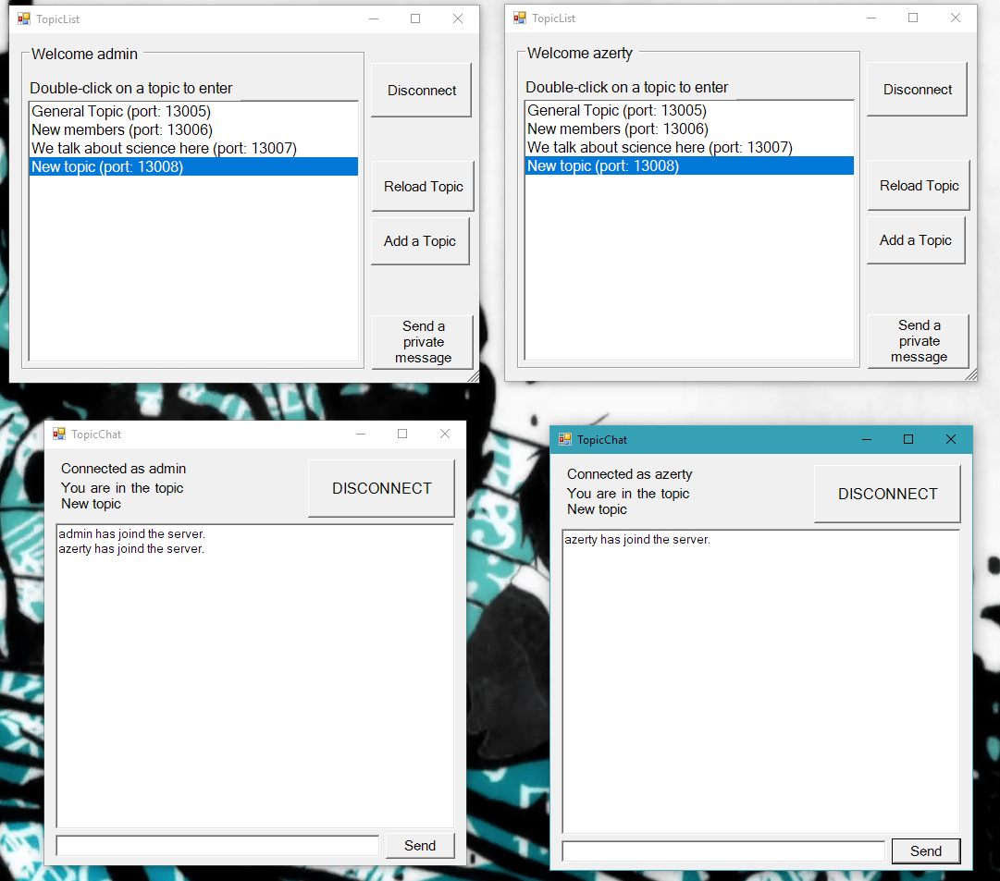 TopicList
Welcome admin
Double-click on a topic to enter
General Topic (port: 13005)
New members (port: 13006)
We talk about science here (port: 13007)
New topic (port: 13008)
Disconnect
Reload Topic
Add a Topic
Send a
private
message
TopicList
Welcome azerty
Double-click on a topic to enter
General Topic (port: 13005)
New members (port: 13006)
We talk about science here (port: 13007)
New topic (port: 13008)
Disconnect
Reload Topic
Add a Topic
Send a
private
message
TopicChat
Connected as admin
You are in the topic
New topic
DISCONNECT
admin has joind the server.
azerty has joind the server.
Send
TopicChat
Connected as azerty
You are in the topic
New topic
DISCONNECT
azerty has joind the server.
Send